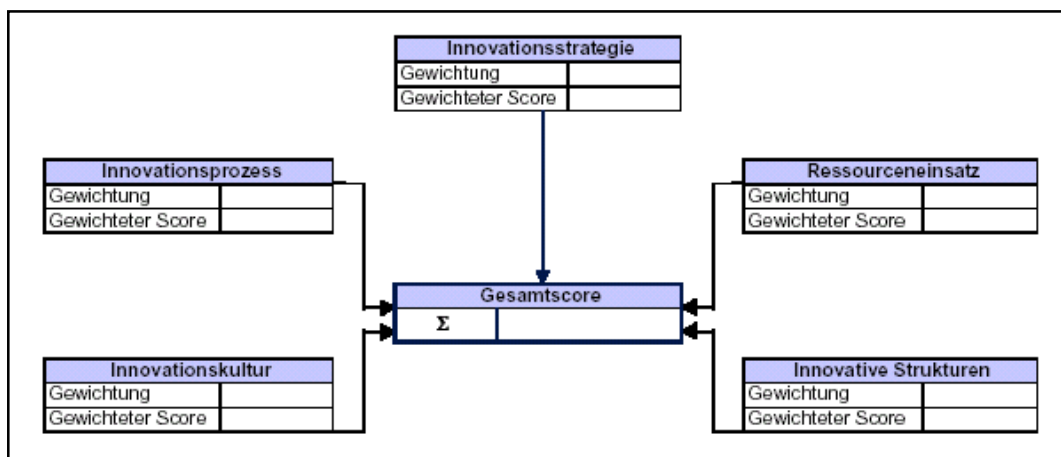 Innovationsstrategie
Gewichtung
Gewichteter Score
Innovationsprozess
Gewichtung
Gewichteter Score
Ressourceneinsatz
Gewichtung
Gewichteter Score
Gesamtscore
Σ
Innovationskultur
Gewichtung
Gewichteter Score
Innovative Strukturen
Gewichtung
Gewichteter Score